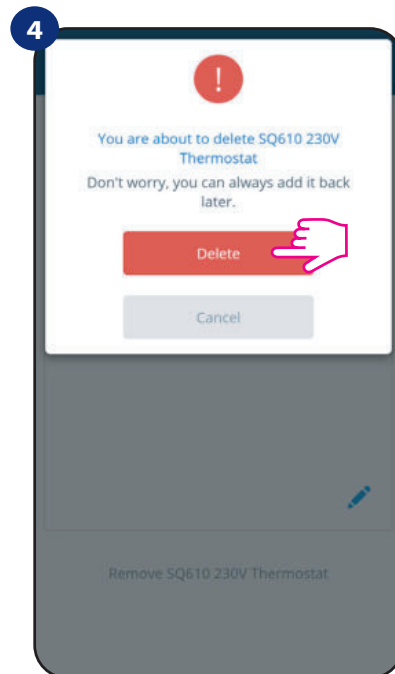 4
!
You are about to delete SQ610 230V
Thermostat
Don't worry, you can always add it back
later.
Delete
Cancel
Remove SQ610 230V Thermostat